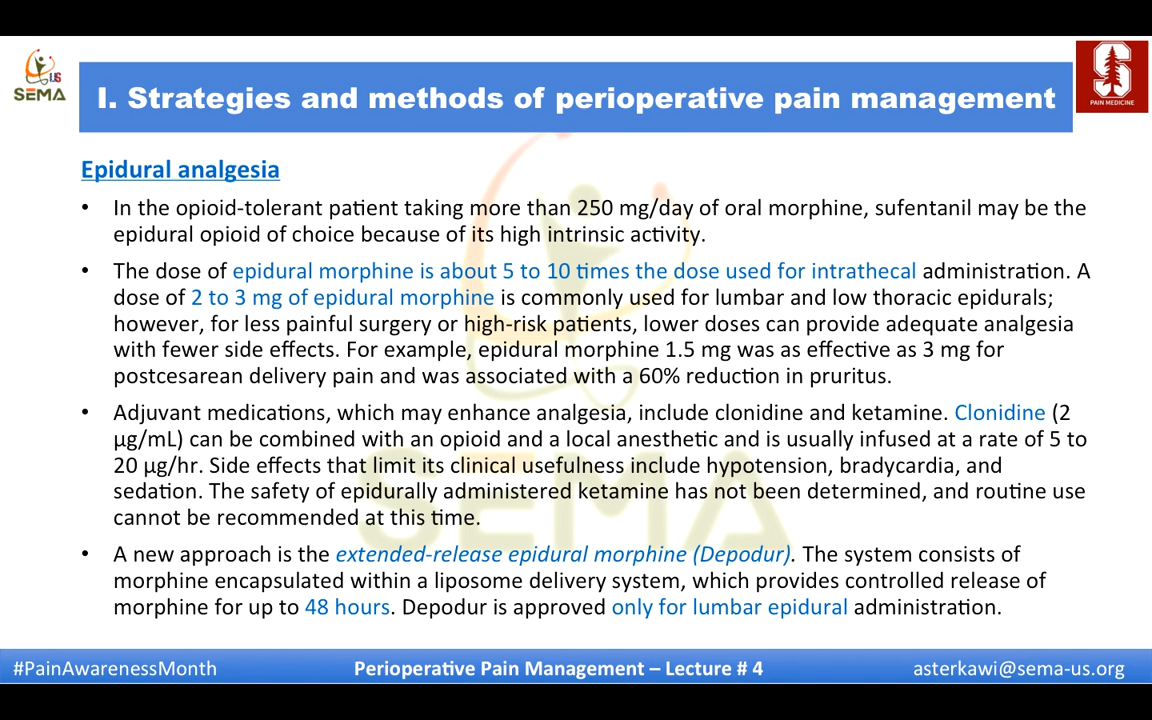 US
SEMA
I. Strategies and methods of perioperative pain management
S
PAIN MEDICINE
Epidural analgesia
• In the opioid-tolerant patient taking more than 250 mg/day of oral morphine, sufentanil may be the
epidural opioid of choice because of its high intrinsic activity.
• The dose of epidural morphine is about 5 to 10 times the dose used for intrathecal administration. A
dose of 2 to 3 mg of epidural morphine is commonly used for lumbar and low thoracic epidurals;
however, for less painful surgery or high-risk patients, lower doses can provide adequate analgesia
with fewer side effects. For example, epidural morphine 1.5 mg was as effective as 3 mg for
postcesarean delivery pain and was associated with a 60% reduction in pruritus.
• Adjuvant medications, which may enhance analgesia, include clonidine and ketamine. Clonidine (2
μg/mL) can be combined with an opioid and a local anesthetic and is usually infused at a rate of 5 to
20 μg/hr. Side effects that limit its clinical usefulness include hypotension, bradycardia, and
sedation. The safety of epidurally administered ketamine has not been determined, and routine use
cannot be recommended at this time.
• A new approach is the extended-release epidural morphine (Depodur). The system consists of
morphine encapsulated within a liposome delivery system, which provides controlled release of
morphine for up to 48 hours. Depodur is approved only for lumbar epidural administration.
SEMA
#PainAwarenessMonth
Perioperative Pain Management – Lecture # 4
asterkawi@sema-us.org